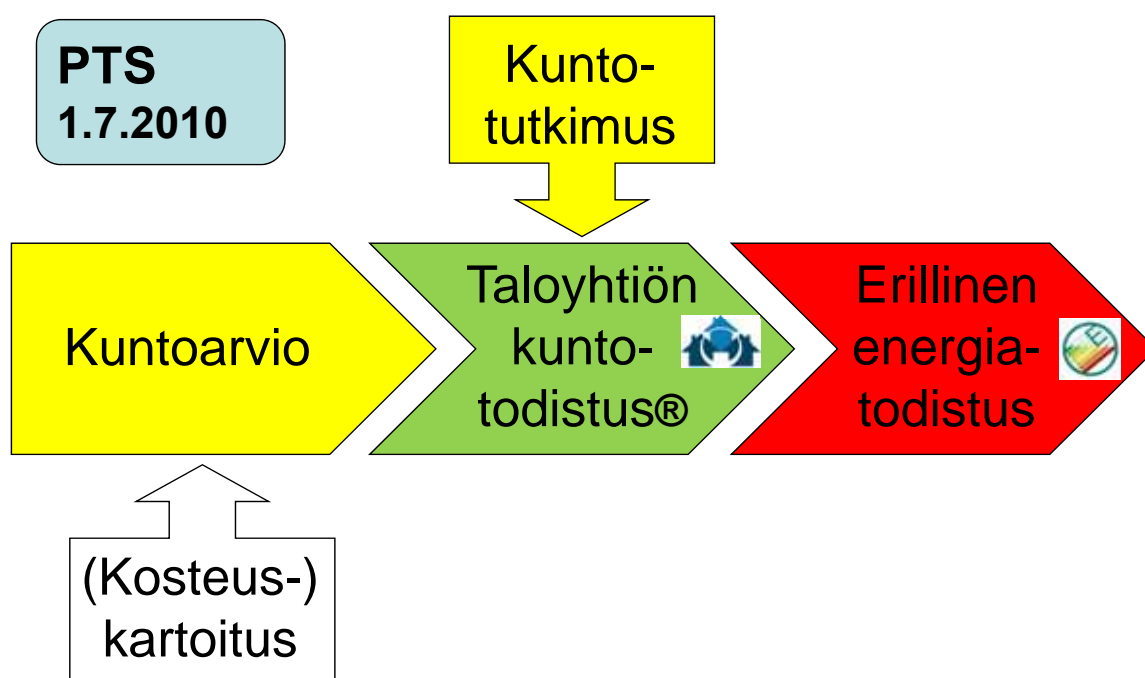 PTS
1.7.2010
Kunto-
tutkimus
Kuntoarvio
Taloyhtiön
kunto-
todistus®
Erillinen
energia-
todistus
(Kosteus-)
kartoitus